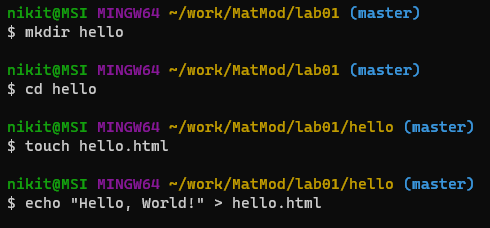 nikit@MSI MINGW64 ~/work/MatMod/lab01 (master)
$ mkdir hello
nikit@MSI MINGW64 ~/work/MatMod/lab01 (master)
$ cd hello
nikit@MSI MINGW64 ~/work/MatMod/lab01/hello (master)
$ touch hello.html
nikit@MSI MINGW64 ~/work/MatMod/lab01/hello (master)
$ echo "Hello, World!" > hello.html